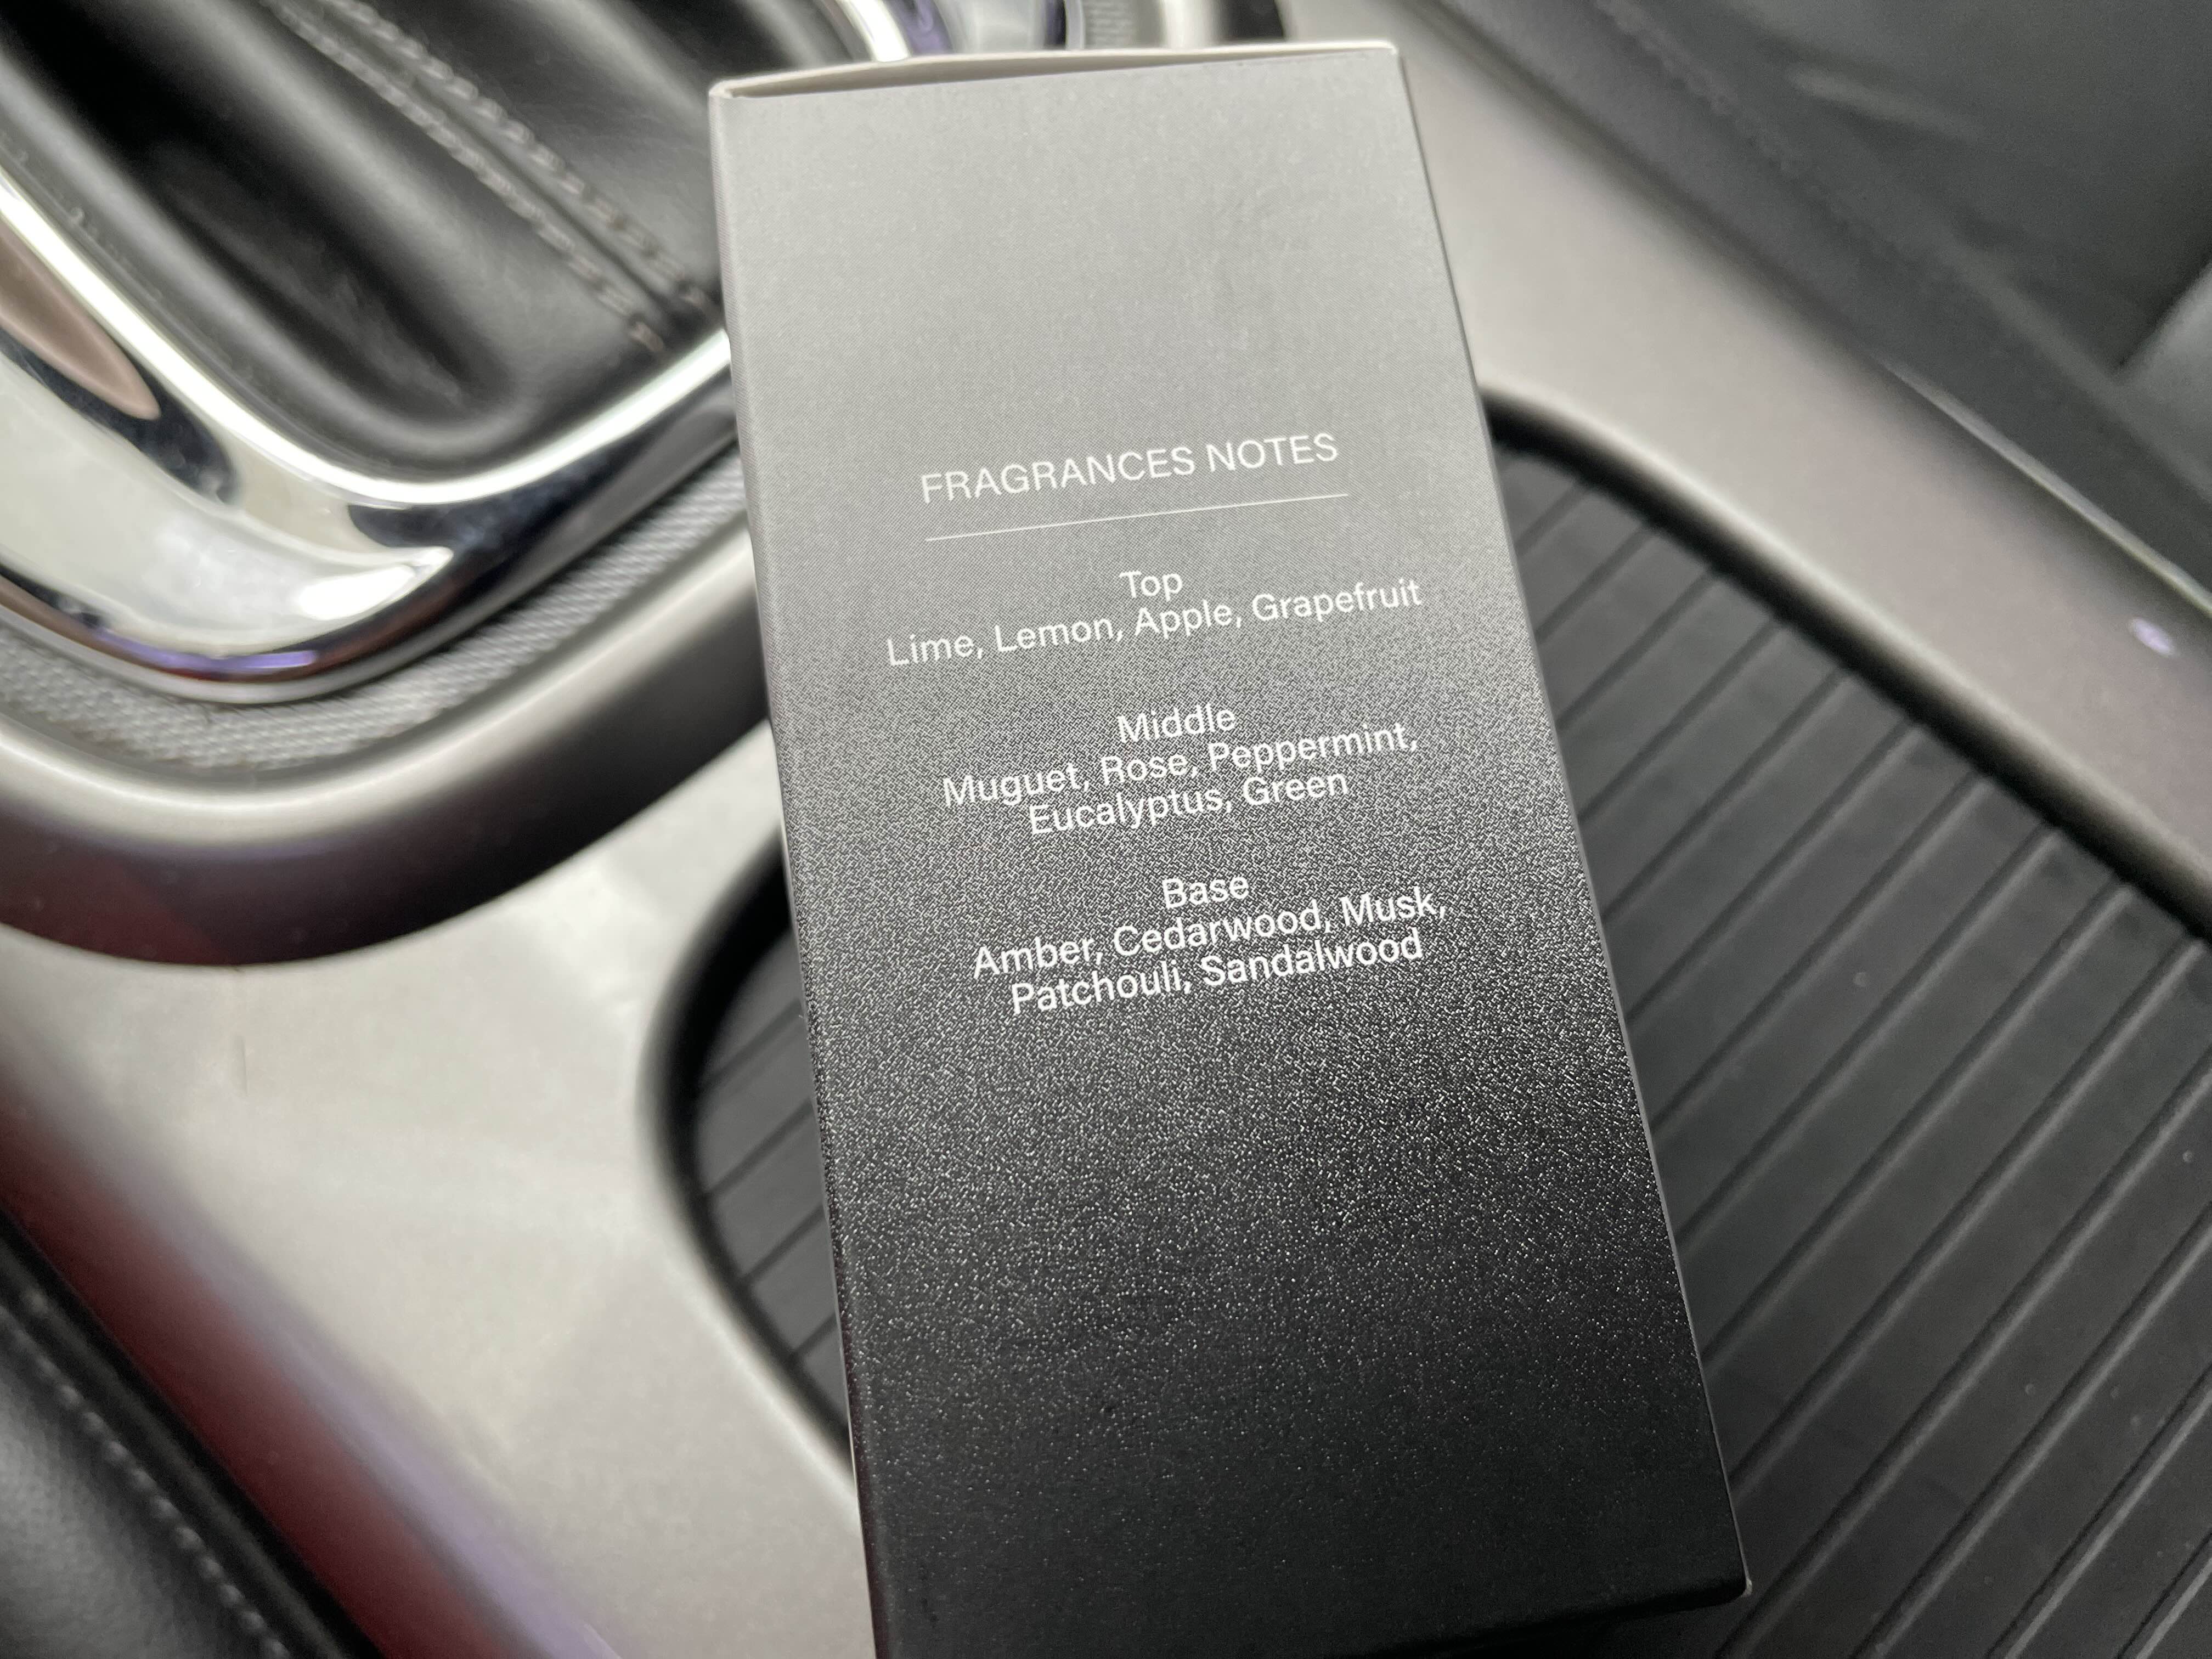 FRAGRANCES NOTES
Top
Lime, Lemon, Apple, Grapefruit
Middle
Muguet, Rose, Peppermint,
Eucalyptus, Green
Base
Amber, Cedarwood, Musk,
Patchouli, Sandalwood